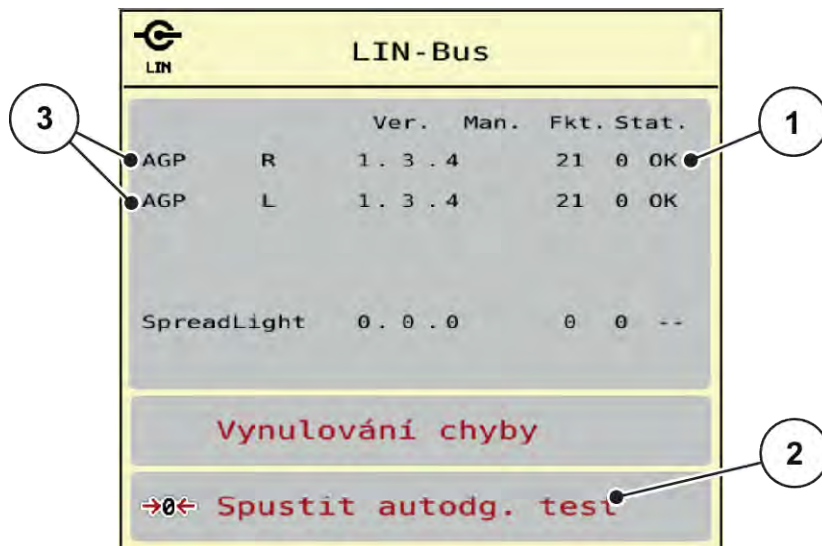 LIN
LIN-Bus
Ver. Man. Fkt. Stat.
AGP R 1.3.4 21 0 OK
AGP L 1.3.4 21 0 OK
SpreadLight 0.0.0 0 0 --
Vynulování chyby
→0← Spustit autodg. test
3
1
2